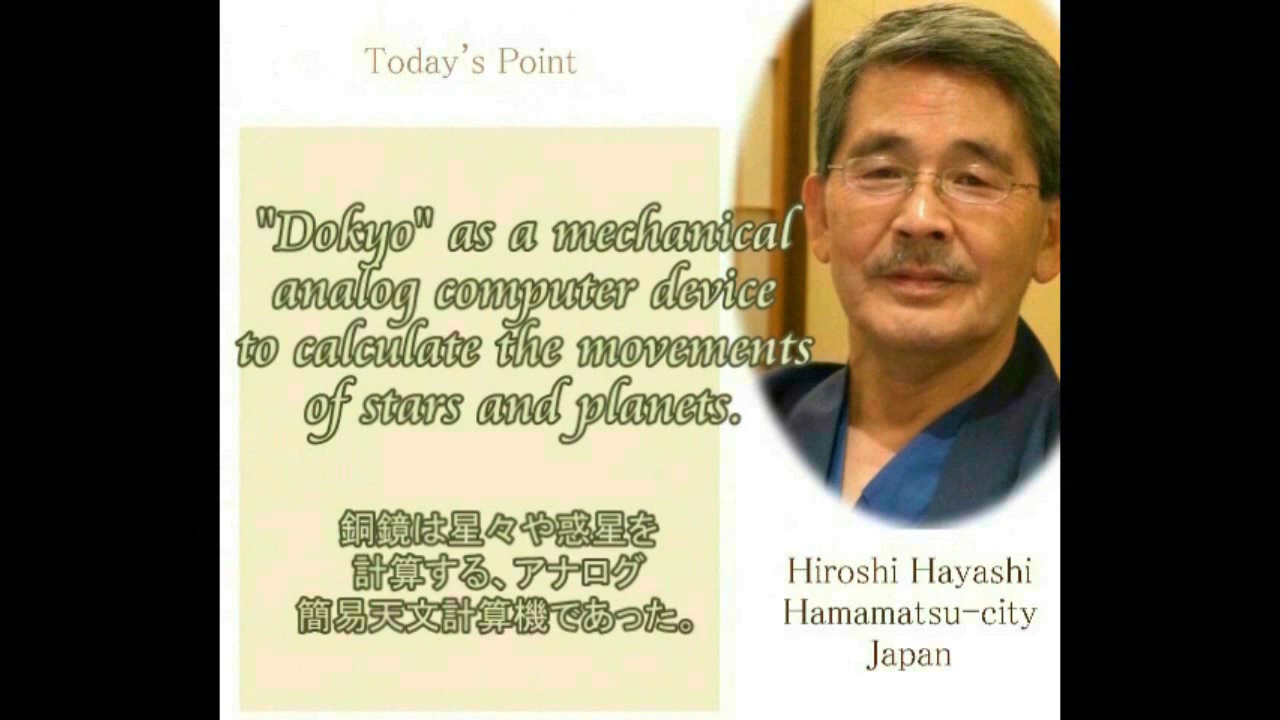 Today's Point
"Dokyo" as a mechanical
analog computer device
to calculate the movements
of stars and planets.
銅鏡は星々や惑星を
計算する、アナログ
簡易天文計算機であった。
Hiroshi Hayashi
Hamamatsu-city
Japan